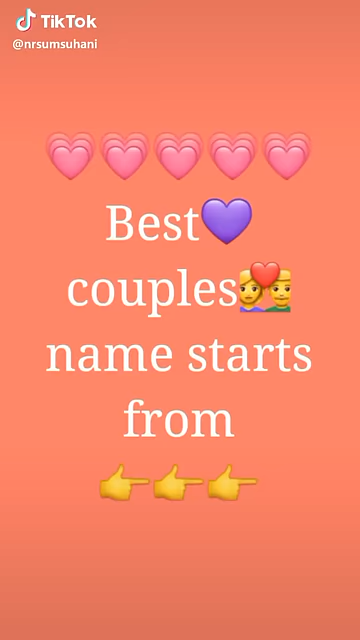 TikTok
@nrsumsuhani
💗💗💗💗💗
Best💜
couples💑
name starts
from
👉👉👉